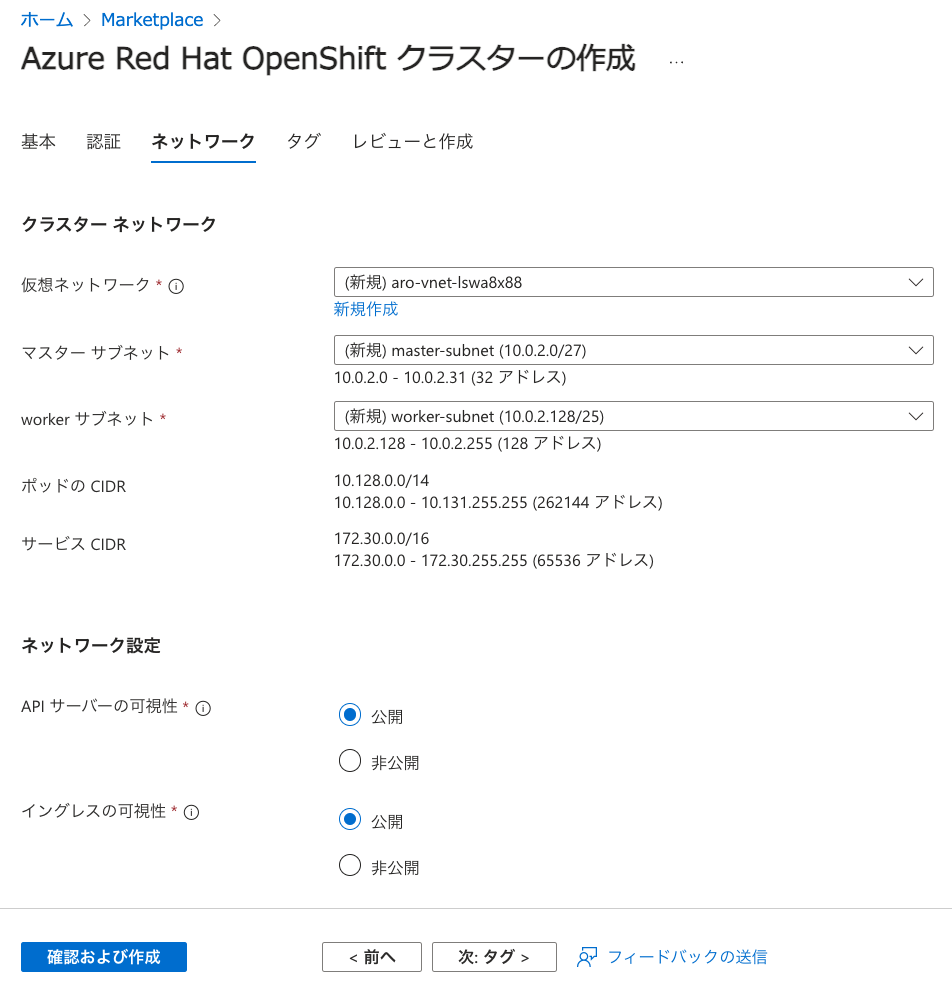 ホーム > Marketplace >
Azure Red Hat OpenShift クラスターの作成 ...
基本 認証 ネットワーク タグ レビューと作成
クラスター ネットワーク
仮想ネットワーク * (新規) aro-vnet-lswa8x88
新規作成
マスター サブネット * (新規) master-subnet (10.0.2.0/27)
10.0.2.0 - 10.0.2.31 (32 アドレス)
worker サブネット * (新規) worker-subnet (10.0.2.128/25)
10.0.2.128 - 10.0.2.255 (128 アドレス)
ポッドの CIDR 10.128.0.0/14
10.128.0.0 - 10.131.255.255 (262144 アドレス)
サービス CIDR 172.30.0.0/16
172.30.0.0 - 172.30.255.255 (65536 アドレス)
ネットワーク設定
API サーバーの可視性 * 公開
非公開
イングレスの可視性 * 公開
非公開
確認および作成 < 前へ 次: タグ > フィードバックの送信